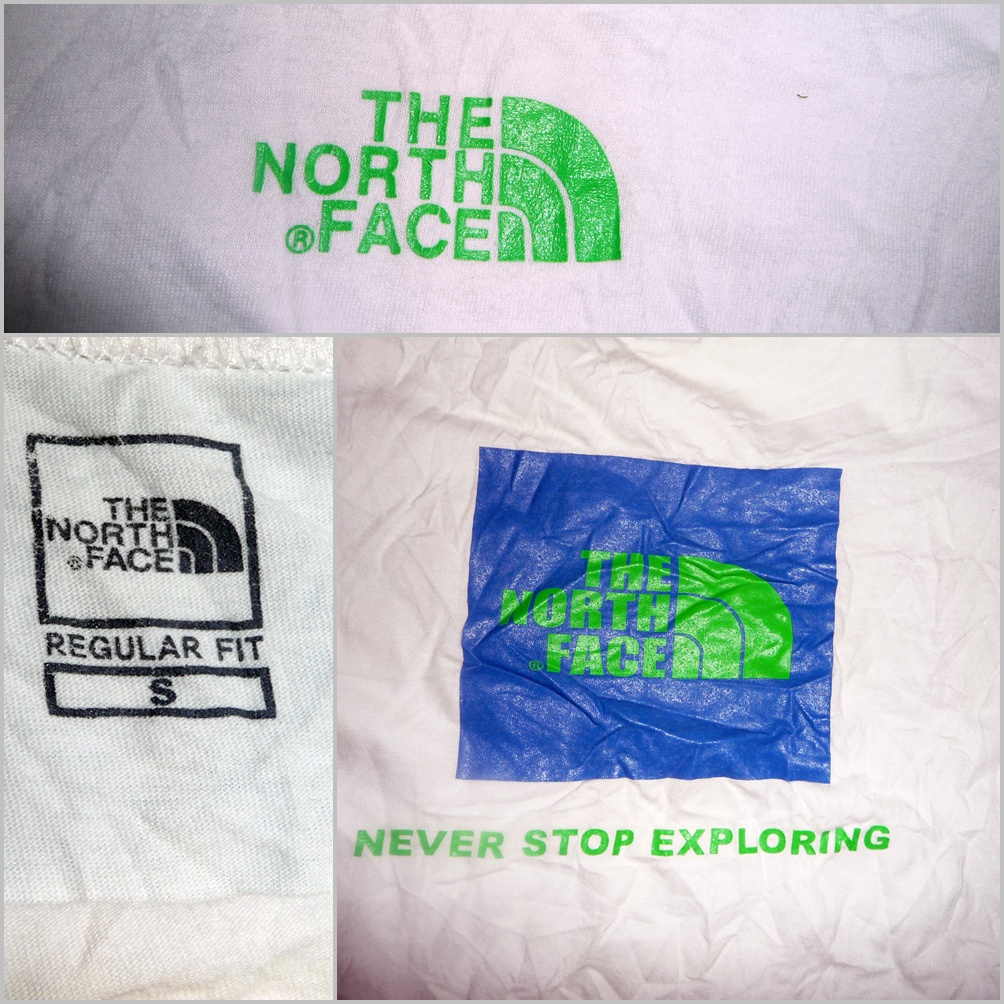 THE
NORTH
®FACE
THE
NORTH
®FACE
REGULAR FIT
S
THE
NORTH
®FACE
NEVER STOP EXPLORING